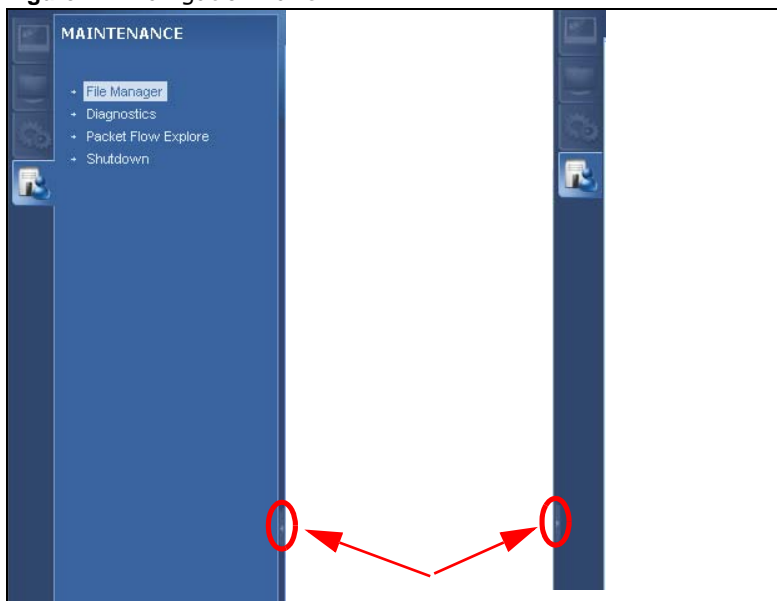 MAINTENANCE
File Manager
Diagnostics
Packet Flow Explore
Shutdown